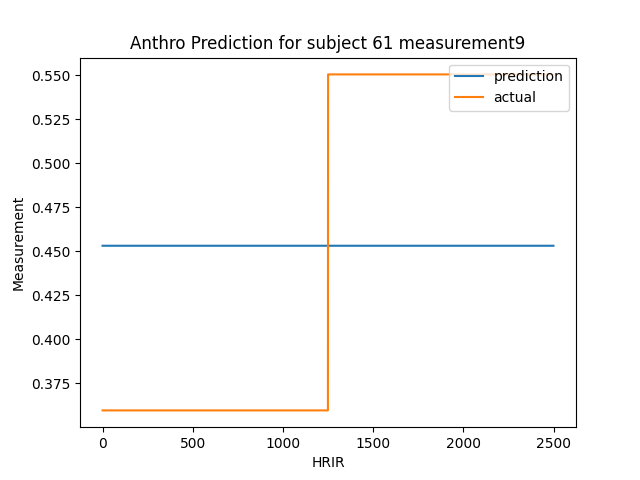 Anthro Prediction for subject 61 measurement9
prediction
actual
0.550
0.525
0.500
0.475
0.450
0.425
0.400
0.375
Measurement
0
500
1000
1500
2000
2500
HRIR